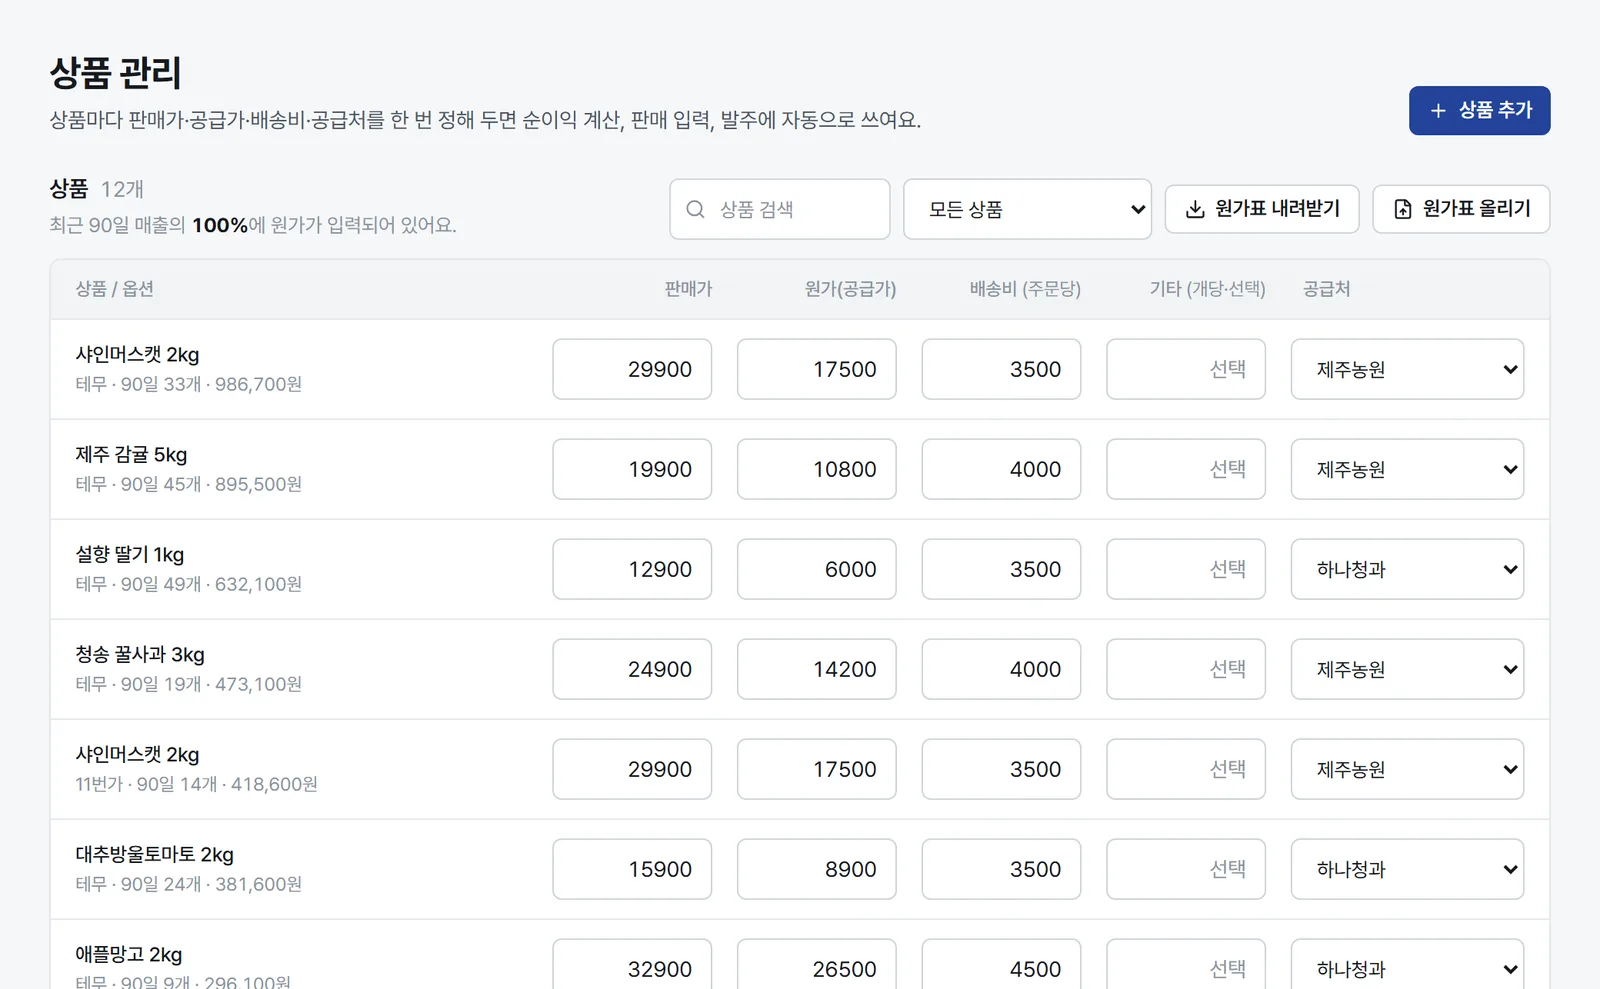 상품 관리
상품마다 판매가·공급가·배송비·공급처를 한 번 정해 두면 순이익 계산, 판매 입력, 발주에 자동으로 쓰여요.
+ 상품 추가
상품 12개
최근 90일 매출의 100%에 원가가 입력되어 있어요.
상품 검색
모든 상품
원가표 내려받기
원가표 올리기
상품 / 옵션 판매가 원가(공급가) 배송비 (주문당) 기타 (개당·선택) 공급처
샤인머스캣 2kg
테무 · 90일 33개 · 986,700원
29900 17500 3500 선택 제주농원
제주 감귤 5kg
테무 · 90일 45개 · 895,500원
19900 10800 4000 선택 제주농원
설향 딸기 1kg
테무 · 90일 49개 · 632,100원
12900 6000 3500 선택 하나청과
청송 꿀사과 3kg
테무 · 90일 19개 · 473,100원
24900 14200 4000 선택 제주농원
샤인머스캣 2kg
11번가 · 90일 14개 · 418,600원
29900 17500 3500 선택 제주농원
대추방울토마토 2kg
테무 · 90일 24개 · 381,600원
15900 8900 3500 선택 하나청과
애플망고 2kg
테무 · 90일 9개 · 296,100원
32900 26500 4500 선택 하나청과